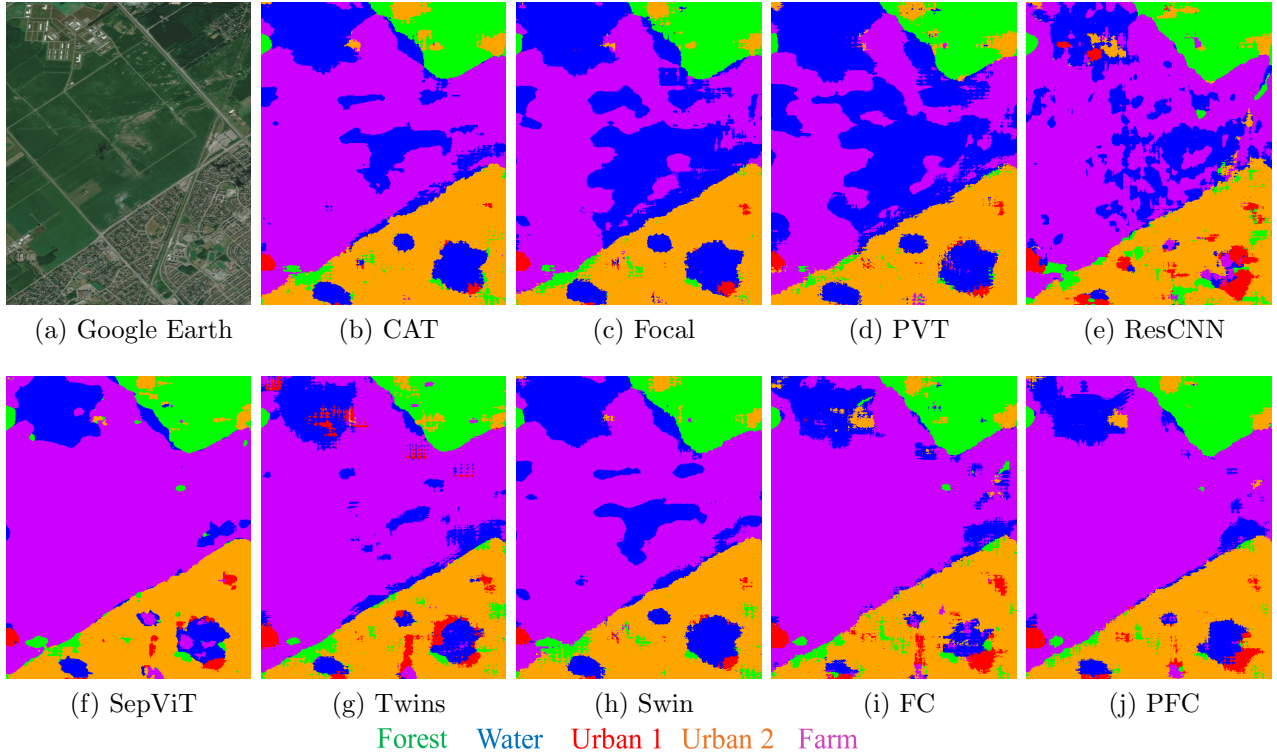 (a) Google Earth (b) CAT (c) Focal (d) PVT (e) ResCNN
(f) SepViT (g) Twins (h) Swin (i) FC (j) PFC
Forest Water Urban 1 Urban 2 Farm